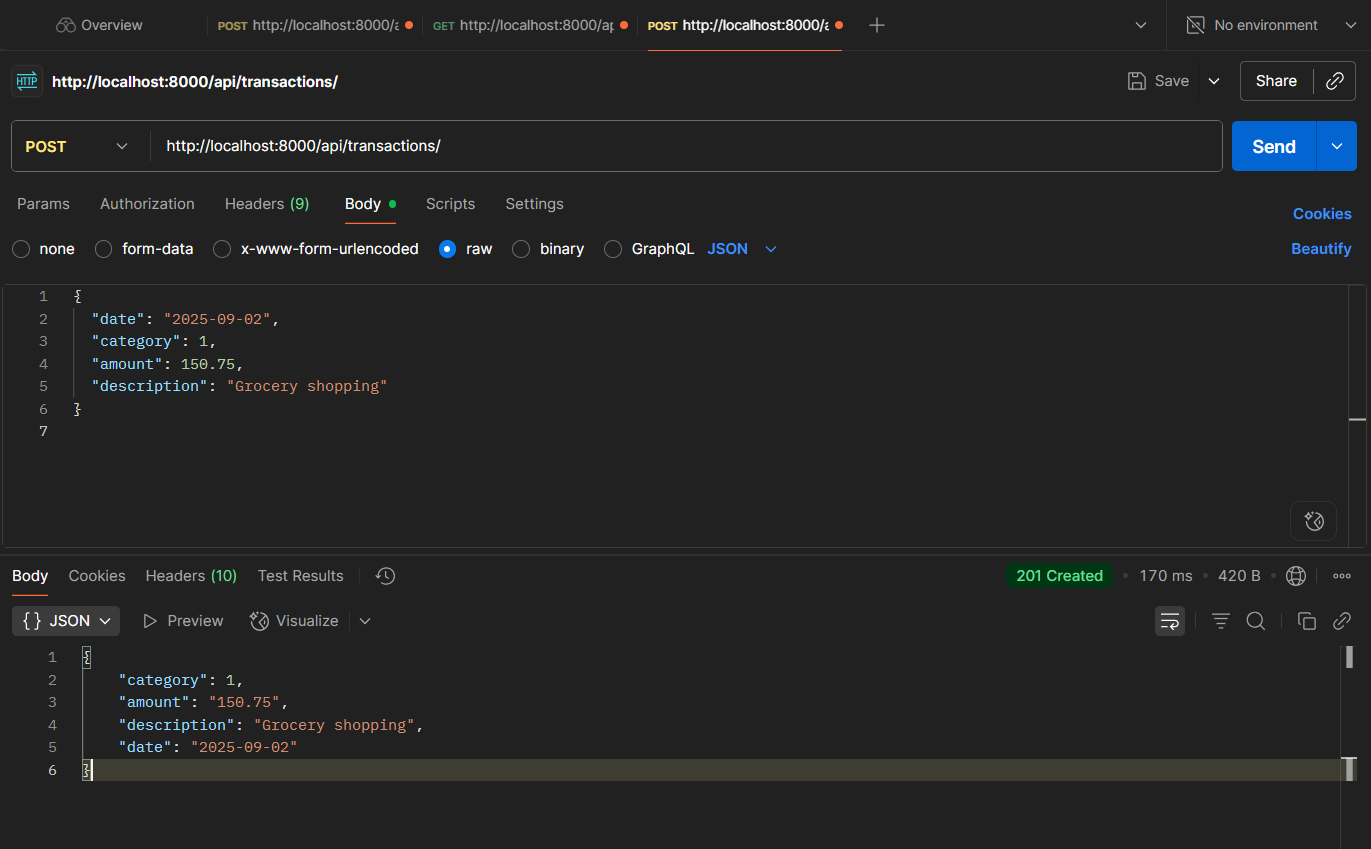 Overview POST http://localhost:8000/a GET http://localhost:8000/ap POST http://localhost:8000/a No environment
HTTP http://localhost:8000/api/transactions/ Save Share
POST http://localhost:8000/api/transactions/ Send
Params Authorization Headers (9) Body Scripts Settings Cookies
none form-data x-www-form-urlencoded raw binary GraphQL JSON Beautify
1 {
2 "date": "2025-09-02",
3 "category": 1,
4 "amount": 150.75,
5 "description": "Grocery shopping"
6 }
7
Body Cookies Headers (10) Test Results 201 Created • 170 ms • 420 B •
{} JSON Preview Visualize
1 {
2 "category": 1,
3 "amount": "150.75",
4 "description": "Grocery shopping",
5 "date": "2025-09-02"
6 }